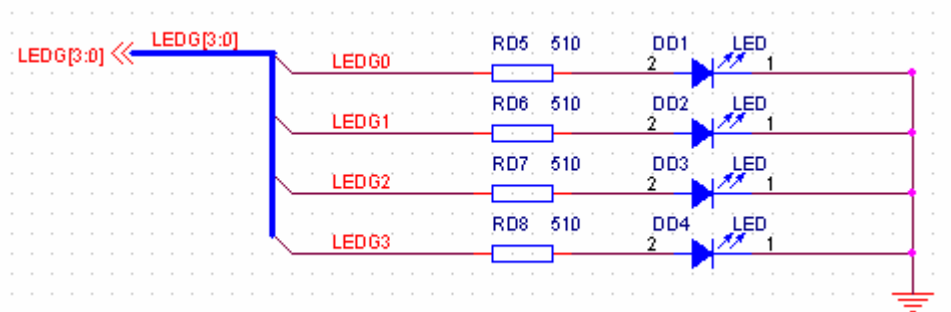 LEDG[3:0]
LEDG[3:0]
LEDG0 RD5 510 2 DD1 LED 1
LEDG1 RD6 510 2 DD2 LED 1
LEDG2 RD7 510 2 DD3 LED 1
LEDG3 RD8 510 2 DD4 LED 1